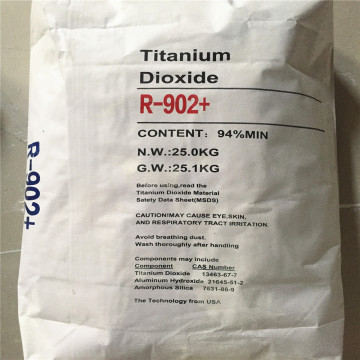 Titanium
Dioxide
R-902+
CONTENT: 94%MIN
N.W.:25.0KG
G.W.:25.1KG
Before using,read the
Titanium Dioxide Material
Satety Data Sheet(MSDS)
CAUTION!MAY CAUSE EYE,SKIN,
AND RESPIRATORY TRACT IRRITATION.
Avoid breathing dust.
Wash thoroughly after handling
Components may Include
Component CAS Number
Titanium Dioxide 13463-67-7
Aluminum Hydroxide 21645-51-2
Amorphous Silica 7631-86-9
The Technology from USA
R-902+